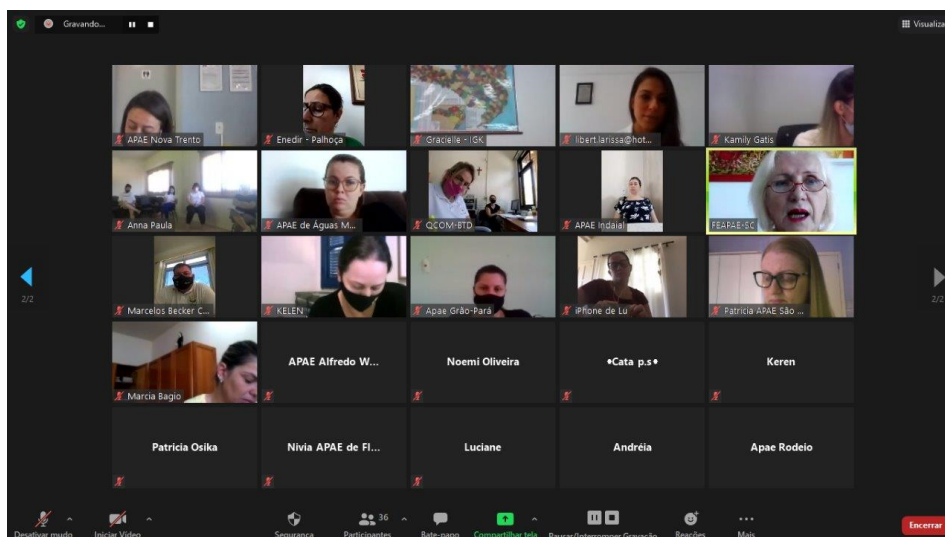 Gravando...
Visualiza
APAE Nova Trento
Enedir - Palhoça
Gracielle - IGK
libert.larissa@hot...
Kamily Gatis
Anna Paula
APAE de Águas M...
QCOM-BTD
APAE Indaial
FEAPAE-SC
Marcelos Becker C...
KELEN
Apae Grão-Pará
iPhone de Lu
Patricia APAE São ...
Marcia Bagio
APAE Alfredo W...
Noemi Oliveira
•Cata p.s•
Keren
Patricia Osika
Nivia APAE de Fl...
Luciane
Andréia
Apae Rodeio
2/2
2/2
Desativar mudo
Iniciar Vídeo
Segurança
Participantes
36
Bate-papo
Compartilhar tela
Pausar/Interromper Gravação
Reações
Mais
Encerrar